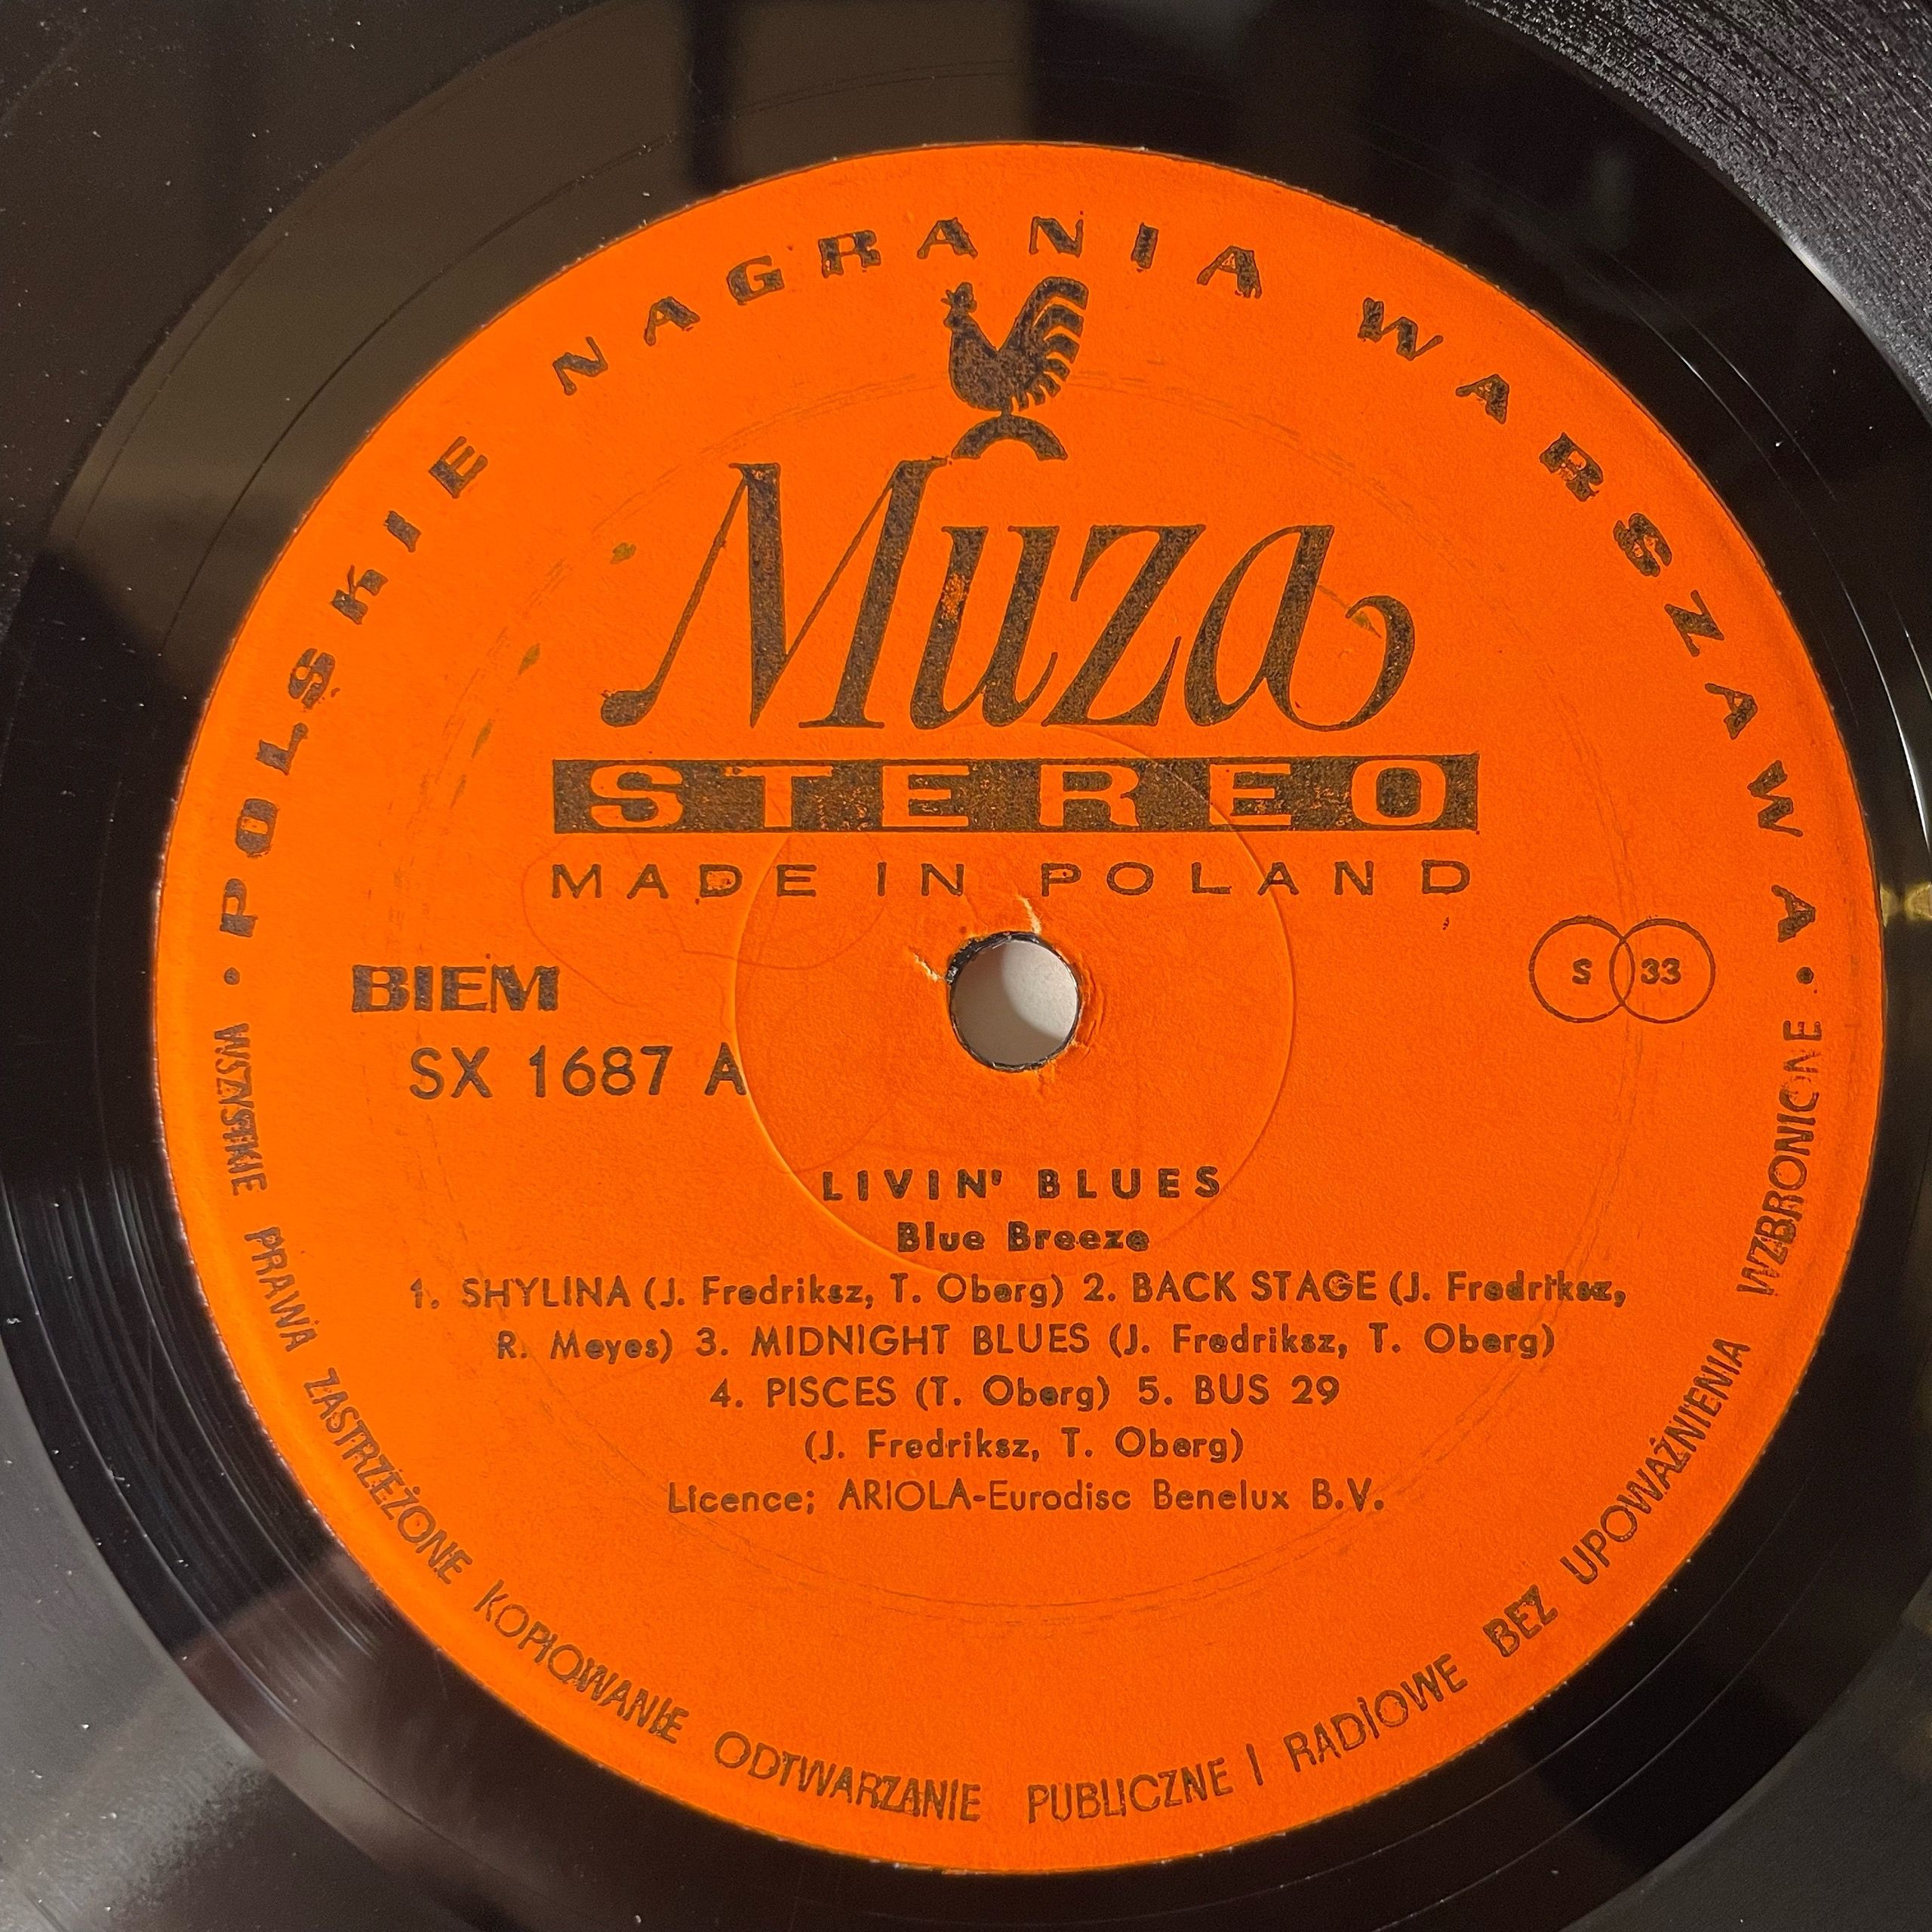 • POLSKIE NAGRANIA WARSZAWA •
Muza
STEREO
MADE IN POLAND
BIEM
S 33
SX 1687 A
LIVIN' BLUES
Blue Breeze
1. SHYLINA (J. Fredriksz, T. Oberg) 2. BACK STAGE (J. Fredriksz,
R. Meyes) 3. MIDNIGHT BLUES (J. Fredriksz, T. Oberg)
4. PISCES (T. Oberg) 5. BUS 29
(J. Fredriksz, T. Oberg)
Licence; ARIOLA-Eurodisc Benelux B.V.
WSZYSTKIE PRAWA ZASTRZEŻONE KOPIOWANIE ODTWARZANIE PUBLICZNE I RADIOWE BEZ UPOWAŻNIENIA WZBRONIONE